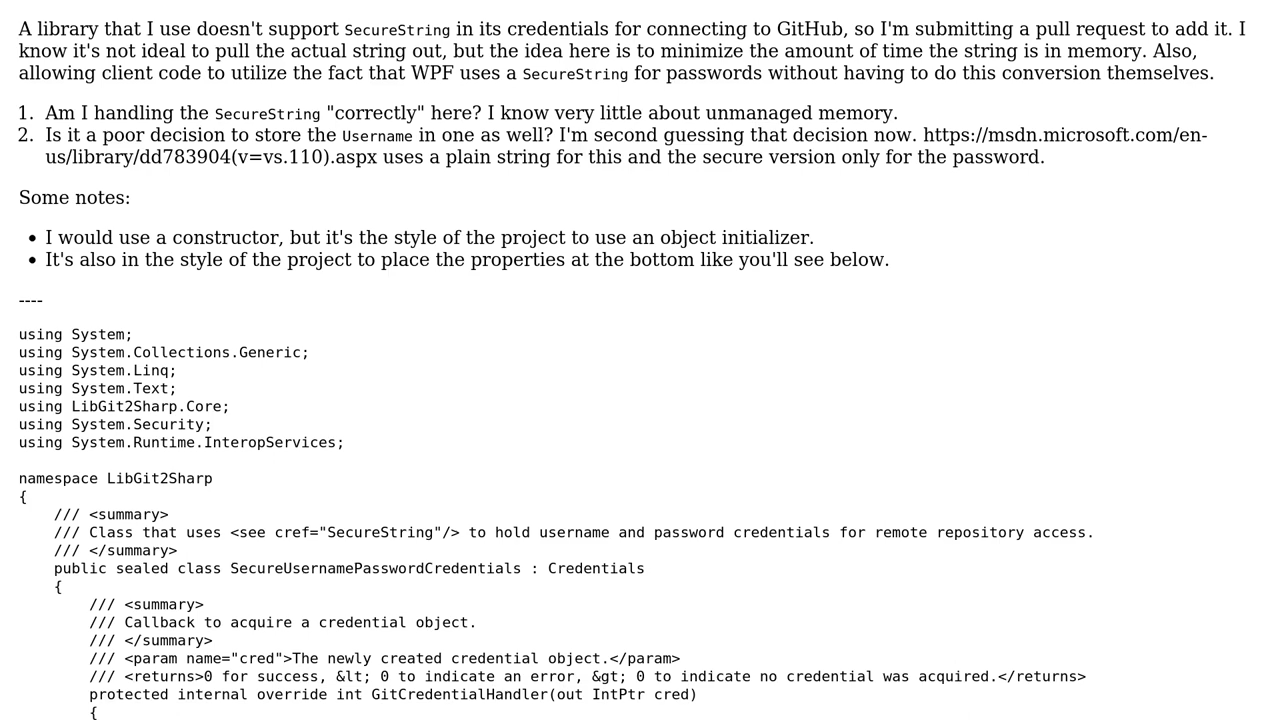 A library that I use doesn't support SecureString in its credentials for connecting to GitHub, so I'm submitting a pull request to add it. I
know it's not ideal to pull the actual string out, but the idea here is to minimize the amount of time the string is in memory. Also,
allowing client code to utilize the fact that WPF uses a SecureString for passwords without having to do this conversion themselves.
1. Am I handling the SecureString "correctly" here? I know very little about unmanaged memory.
2. Is it a poor decision to store the Username in one as well? I'm second guessing that decision now. https://msdn.microsoft.com/en-
us/library/dd783904(v=vs.110).aspx uses a plain string for this and the secure version only for the password.
Some notes:
• I would use a constructor, but it's the style of the project to use an object initializer.
• It's also in the style of the project to place the properties at the bottom like you'll see below.
----
using System;
using System.Collections.Generic;
using System.Linq;
using System.Text;
using LibGit2Sharp.Core;
using System.Security;
using System.Runtime.InteropServices;
namespace LibGit2Sharp
{
    /// <summary>
    /// Class that uses <see cref="SecureString"/> to hold username and password credentials for remote repository access.
    /// </summary>
    public sealed class SecureUsernamePasswordCredentials : Credentials
    {
        /// <summary>
        /// Callback to acquire a credential object.
        /// </summary>
        /// <param name="cred">The newly created credential object.</param>
        /// <returns>0 for success, &lt; 0 to indicate an error, &gt; 0 to indicate no credential was acquired.</returns>
        protected internal override int GitCredentialHandler(out IntPtr cred)
        {